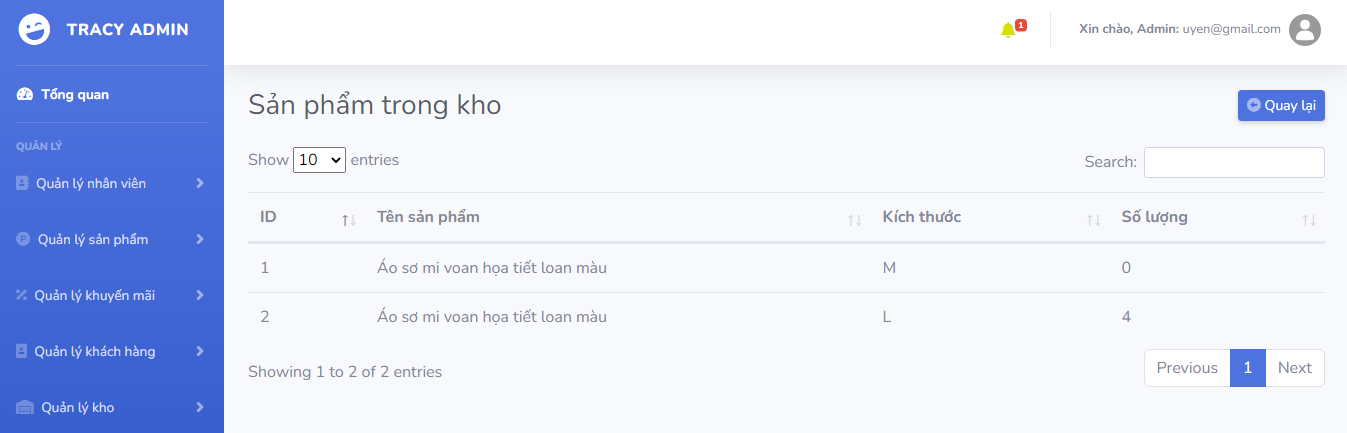 TRACY ADMIN
1
Xin chào, Admin: uyen@gmail.com
Tổng quan
QUẢN LÝ
Quản lý nhân viên
Quản lý sản phẩm
Quản lý khuyến mãi
Quản lý khách hàng
Quản lý kho
Sản phẩm trong kho
Quay lại
Show 10 entries
Search:
ID Tên sản phẩm Kích thước Số lượng
1 Áo sơ mi voan họa tiết loan màu M 0
2 Áo sơ mi voan họa tiết loan màu L 4
Showing 1 to 2 of 2 entries
Previous 1 Next